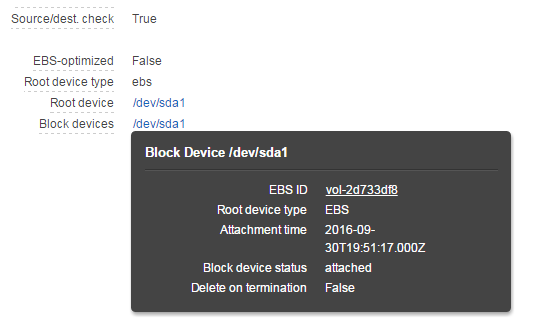 Source/dest. check True
EBS-optimized False
Root device type ebs
Root device /dev/sda1
Block devices /dev/sda1
Block Device /dev/sda1
EBS ID vol-2d733df8
Root device type EBS
Attachment time 2016-09-
30T19:51:17.000Z
Block device status attached
Delete on termination False